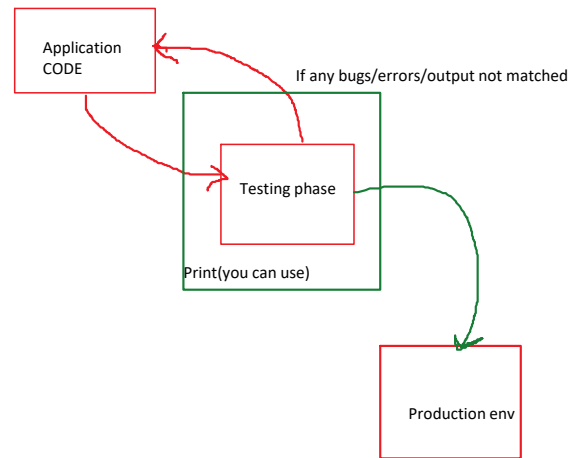 Application
CODE
If any bugs/errors/output not matched
Testing phase
Print(you can use)
Production env